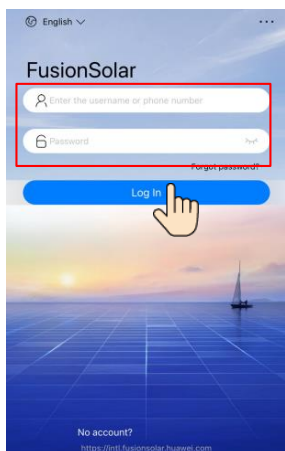 English
FusionSolar
Enter the username or phone number
Password
Forgot password?
Log In
No account?
https://intl.fusionsolar.huawei.com